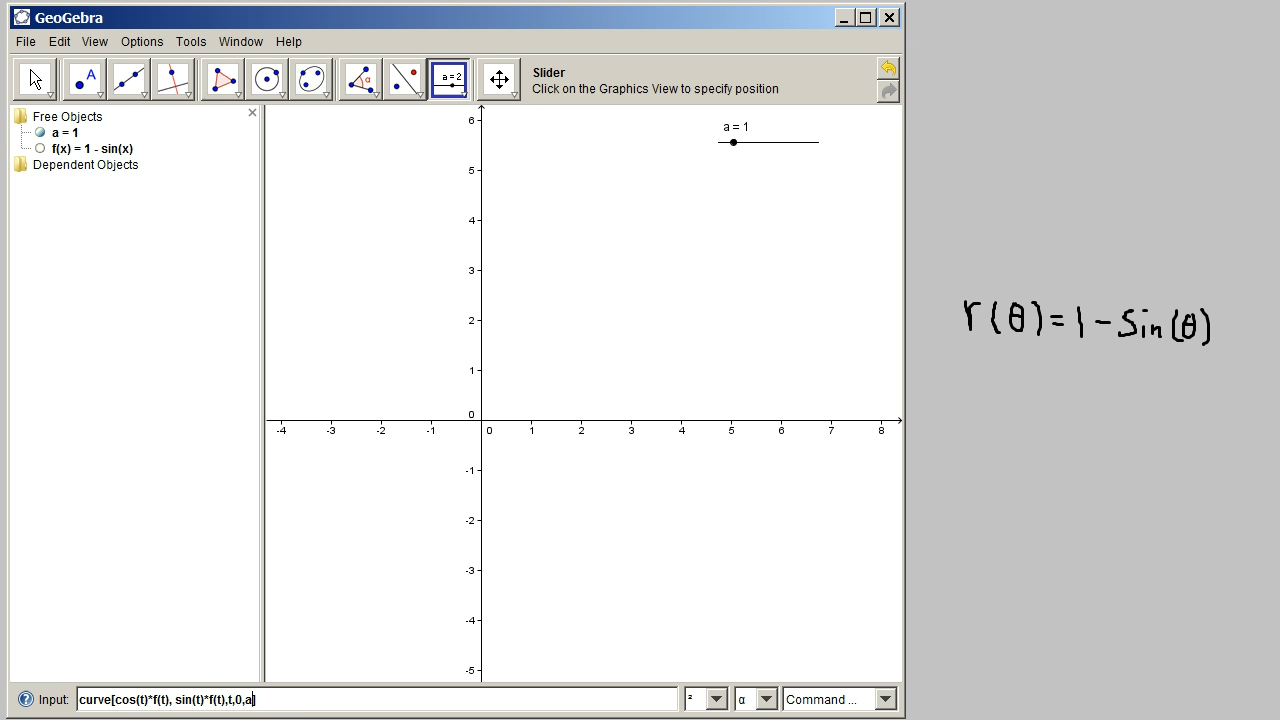 GeoGebra
File Edit View Options Tools Window Help
A
α
a = 2
Slider
Click on the Graphics View to specify position
Free Objects
a = 1
f(x) = 1 - sin(x)
Dependent Objects
a = 1
6
5
4
3
2
1
0
-4 -3 -2 -1 0 1 2 3 4 5 6 7 8
-1
-2
-3
-4
-5
r(θ)=1-sin(θ)
Input: curve[cos(t)*f(t), sin(t)*f(t),t,0,a] ² α Command ...